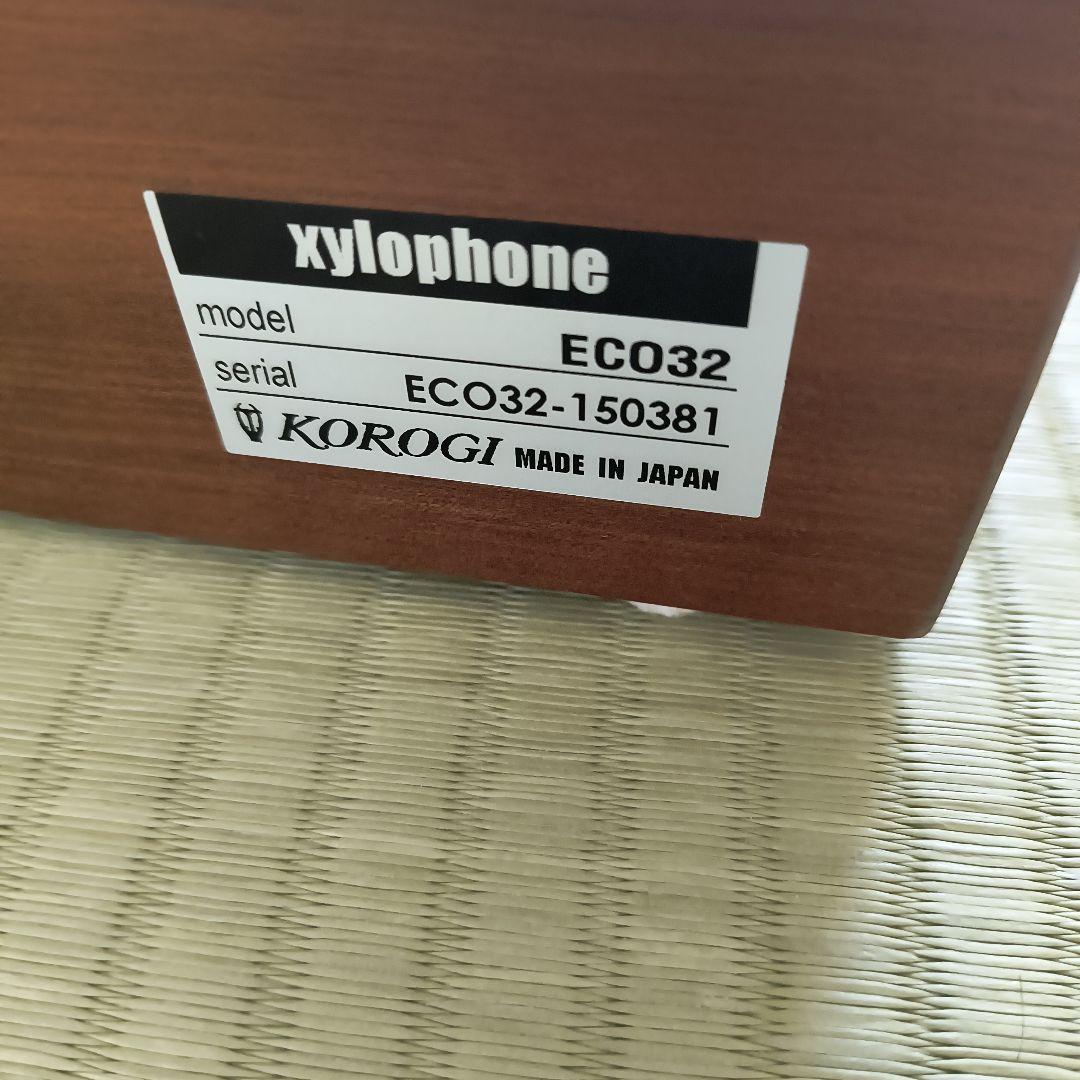 xylophone
model ECO32
serial ECO32-150381
KOROGI MADE IN JAPAN